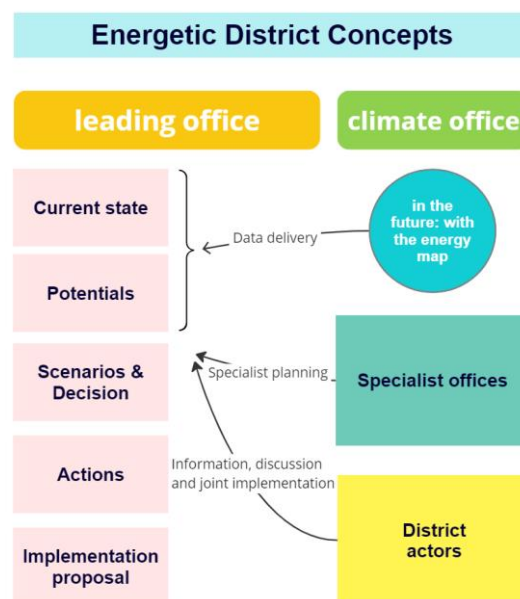 Energetic District Concepts
leading office
climate office
Current state
in the
future: with
the energy
map
Data delivery
Potentials
Scenarios &
Decision
Specialist planning
Specialist offices
Actions
Information, discussion
and joint implementation
District
actors
Implementation
proposal